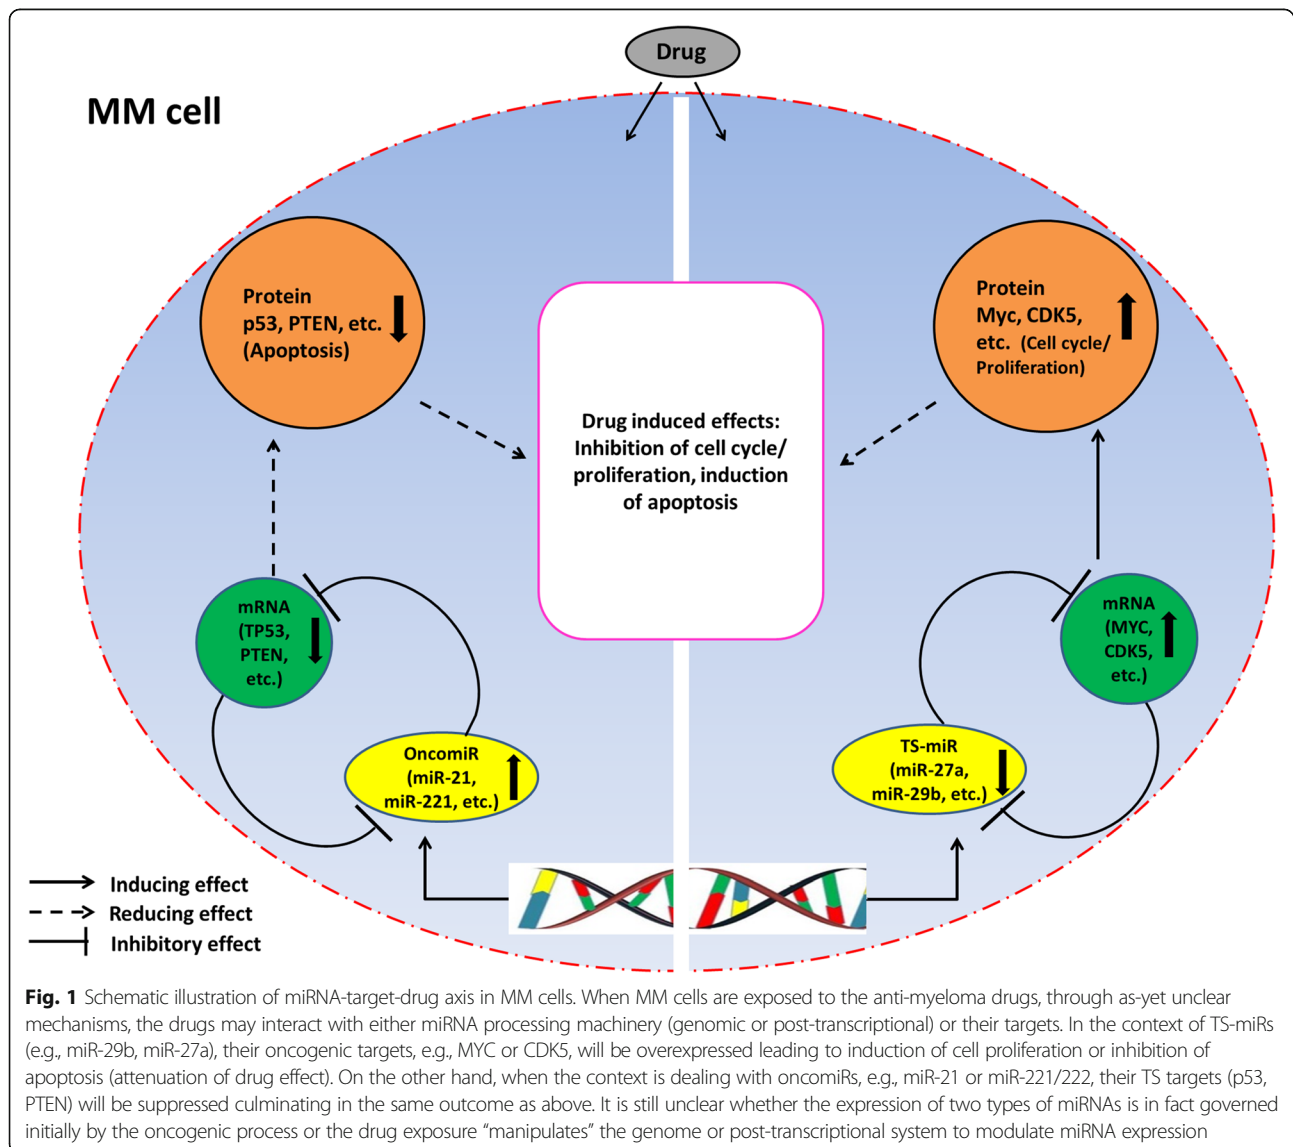 Drug
MM cell
Protein
p53, PTEN, etc.
(Apoptosis)
Protein
Myc, CDK5,
etc. (Cell cycle/
Proliferation)
Drug induced effects:
Inhibition of cell cycle/
proliferation, induction
of apoptosis
mRNA
(TP53,
PTEN,
etc.)
mRNA
(MYC,
CDK5,
etc.)
OncomiR
(miR-21,
miR-221, etc.)
TS-miR
(miR-27a,
miR-29b, etc.)
Inducing effect
Reducing effect
Inhibitory effect
Fig. 1 Schematic illustration of miRNA-target-drug axis in MM cells. When MM cells are exposed to the anti-myeloma drugs, through as-yet unclear
mechanisms, the drugs may interact with either miRNA processing machinery (genomic or post-transcriptional) or their targets. In the context of TS-miRs
(e.g., miR-29b, miR-27a), their oncogenic targets, e.g., MYC or CDK5, will be overexpressed leading to induction of cell proliferation or inhibition of
apoptosis (attenuation of drug effect). On the other hand, when the context is dealing with oncomiRs, e.g., miR-21 or miR-221/222, their TS targets (p53,
PTEN) will be suppressed culminating in the same outcome as above. It is still unclear whether the expression of two types of miRNAs is in fact governed
initially by the oncogenic process or the drug exposure “manipulates” the genome or post-transcriptional system to modulate miRNA expression